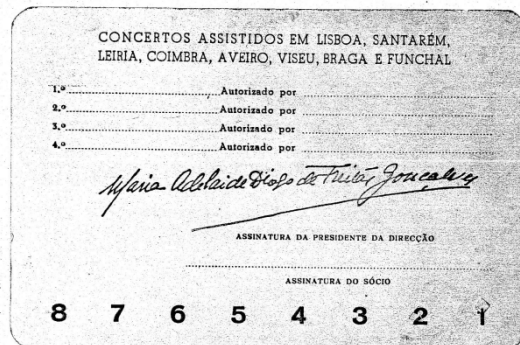 CONCERTOS ASSISTIDOS EM LISBOA, SANTARÉM,
LEIRIA, COIMBRA, AVEIRO, VISEU, BRAGA E FUNCHAL
1.º Autorizado por
2.º Autorizado por
3.º Autorizado por
4.º Autorizado por
Maria Adelaide Diogo de Freitas Gonçalves
ASSINATURA DA PRESIDENTE DA DIRECÇÃO
ASSINATURA DO SÓCIO
8 7 6 5 4 3 2 1